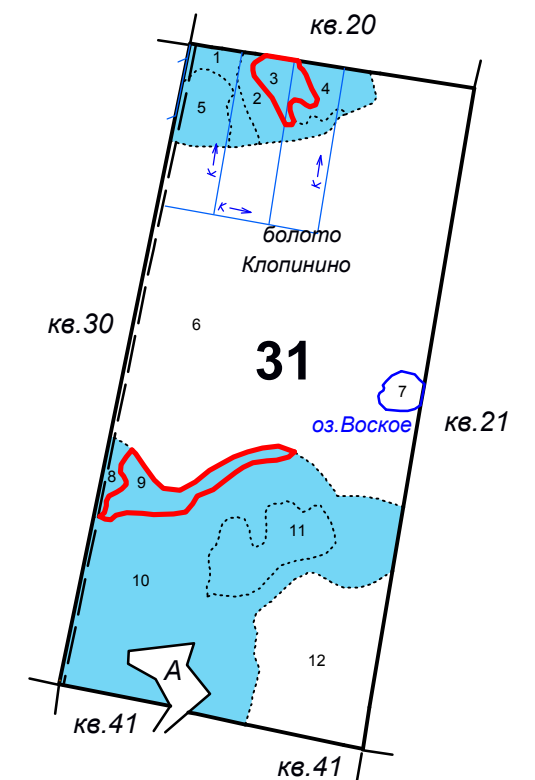 кв.20
1
3
4
2
5
К
К
К
болото
Клопинино
6
кв.30
31
7
оз.Воское
кв.21
8
9
11
10
12
А
кв.41
кв.41